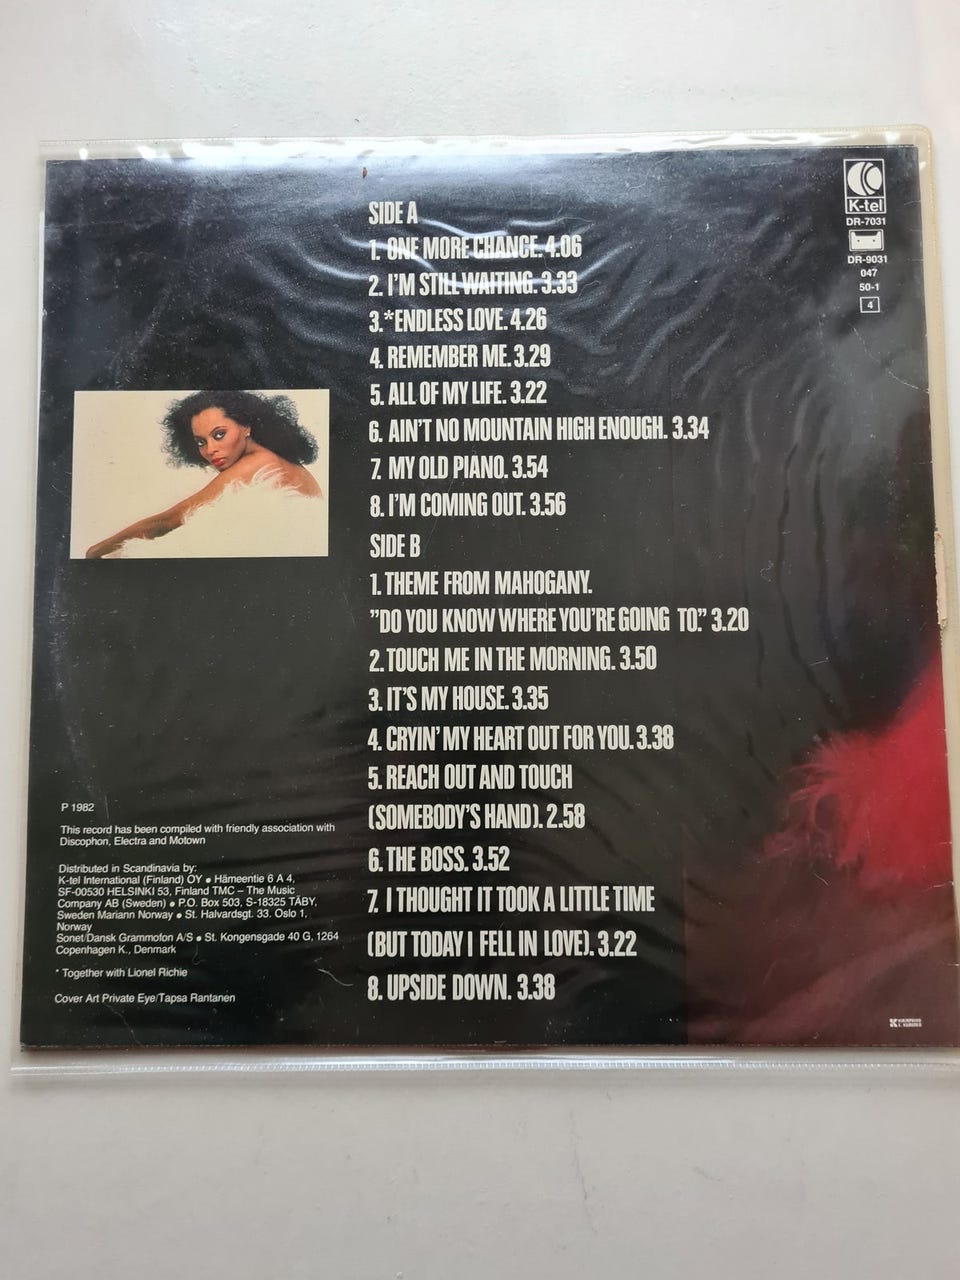 K-tel
DR-7031
DR-9031
047
50-1
4
SIDE A
1. ONE MORE CHANCE. 4.06
2. I'M STILL WAITING. 3.33
3.*ENDLESS LOVE. 4.26
4. REMEMBER ME. 3.29
5. ALL OF MY LIFE. 3.22
6. AIN'T NO MOUNTAIN HIGH ENOUGH. 3.34
7. MY OLD PIANO. 3.54
8. I'M COMING OUT. 3.56
SIDE B
1. THEME FROM MAHOGANY.
"DO YOU KNOW WHERE YOU'RE GOING TO." 3.20
2. TOUCH ME IN THE MORNING. 3.50
3. IT'S MY HOUSE. 3.35
4. CRYIN' MY HEART OUT FOR YOU. 3.38
5. REACH OUT AND TOUCH
(SOMEBODY'S HAND). 2.58
6. THE BOSS. 3.52
7. I THOUGHT IT TOOK A LITTLE TIME
(BUT TODAY I FELL IN LOVE). 3.22
8. UPSIDE DOWN. 3.38
P 1982
This record has been compiled with friendly association with
Discophon, Electra and Motown
Distributed in Scandinavia by:
K-tel International (Finland) OY ● Hämeentie 6 A 4,
SF-00530 HELSINKI 53, Finland TMC – The Music
Company AB (Sweden) ● P.O. Box 503, S-18325 TÄBY,
Sweden Mariann Norway ● St. Halvardsgt. 33. Oslo 1,
Norway
Sonet/Dansk Grammofon A/S ● St. Kongensgade 40 G, 1264
Copenhagen K., Denmark
* Together with Lionel Richie
Cover Art Private Eye/Tapsa Rantanen